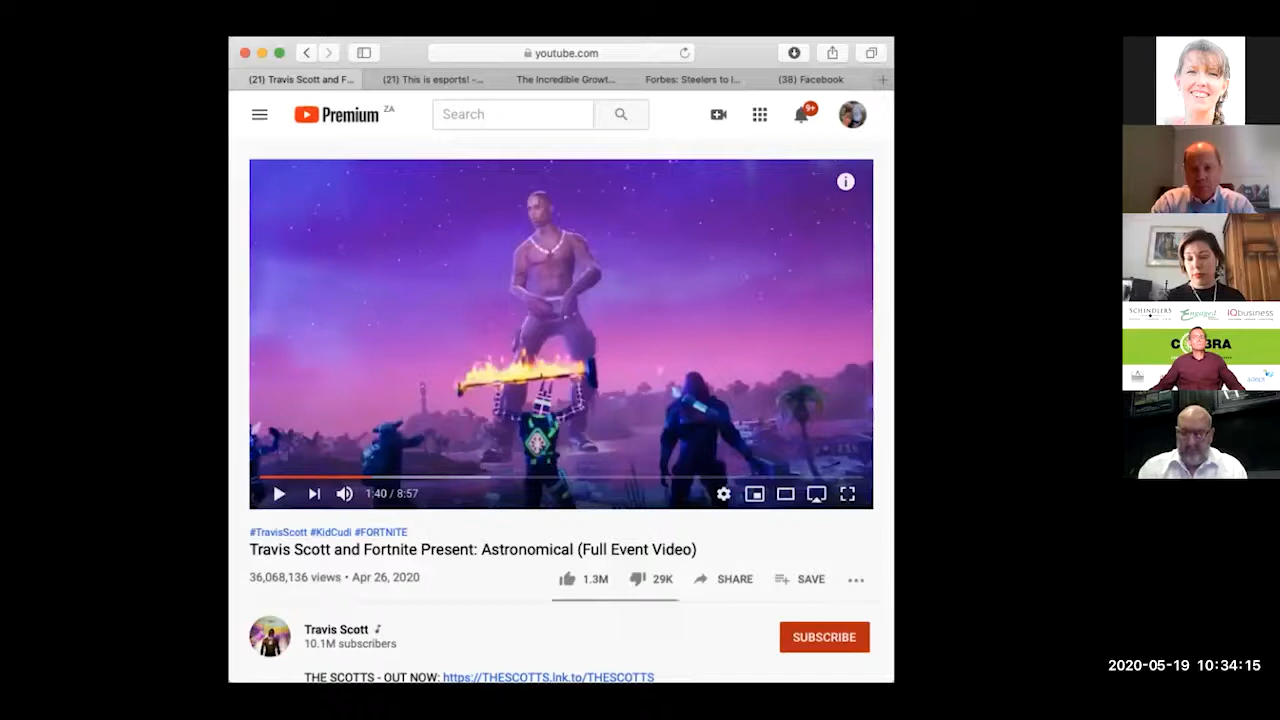 youtube.com
(21) Travis Scott and F...
(21) This is esports! -...
The Incredible Growt...
Forbes: Steelers to l...
(38) Facebook
Premium ZA
Search
9+
1:40 / 8:57
#TravisScott #KidCudi #FORTNITE
Travis Scott and Fortnite Present: Astronomical (Full Event Video)
36,068,136 views • Apr 26, 2020
1.3M
29K
SHARE
SAVE
Travis Scott
10.1M subscribers
SUBSCRIBE
THE SCOTTS - OUT NOW: https://THESCOTTS.lnk.to/THESCOTTS
SCHINDLERS
Engaged
iQbusiness
2020-05-19 10:34:15